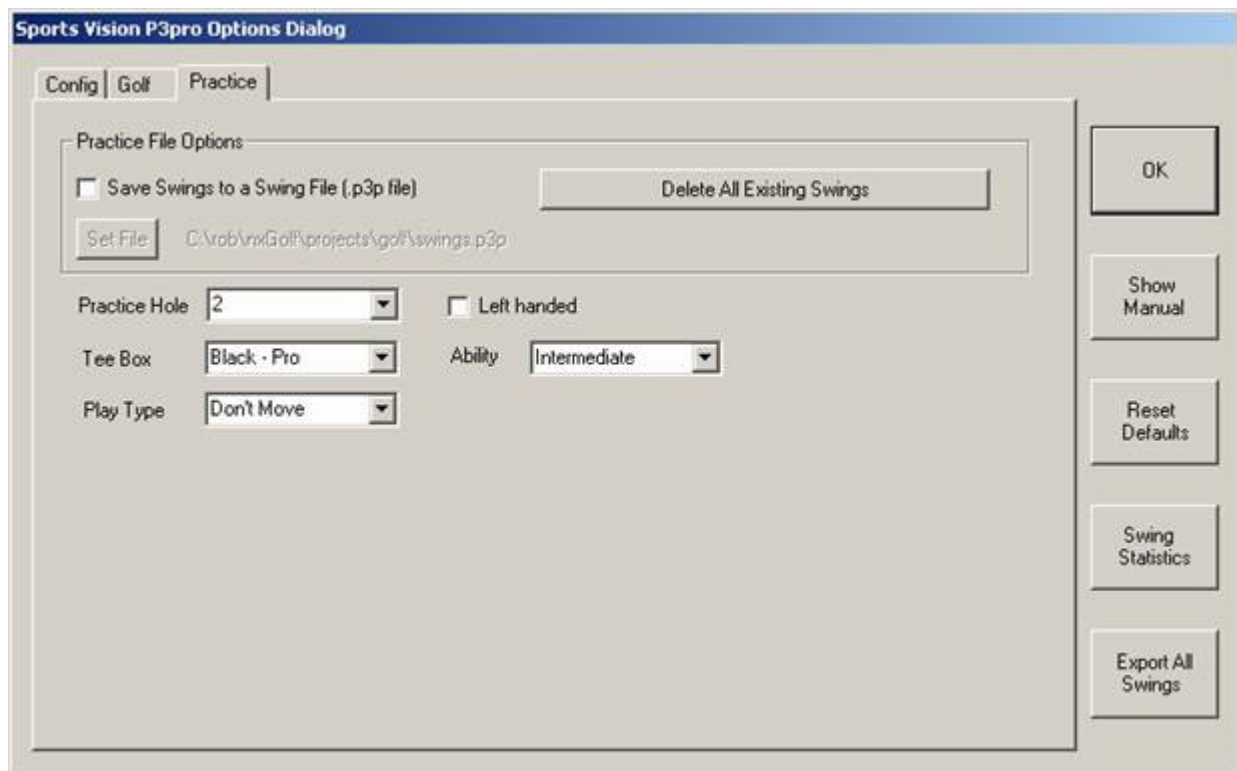 Sports Vision P3pro Options Dialog
Config Golf Practice
Practice File Options
Save Swings to a Swing File (.p3p file)
Delete All Existing Swings
Set File C:\rob\nxGolf\projects\golf\swings.p3p
Practice Hole 2
Left handed
Tee Box Black - Pro
Ability Intermediate
Play Type Don't Move
OK
Show
Manual
Reset
Defaults
Swing
Statistics
Export All
Swings